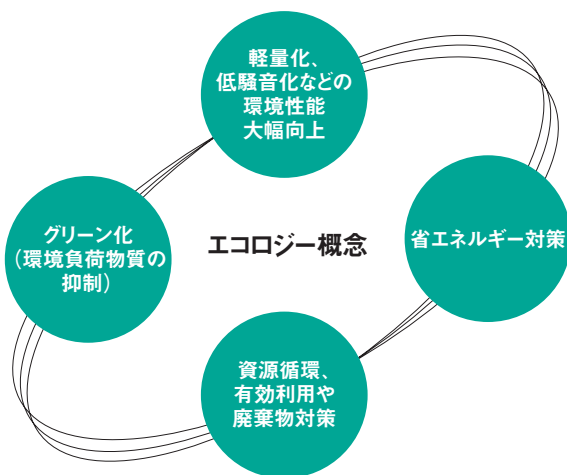 軽量化、
低騒音化などの
環境性能
大幅向上
グリーン化
(環境負荷物質の
抑制)
エコロジー概念
省エネルギー対策
資源循環、
有効利用や
廃棄物対策